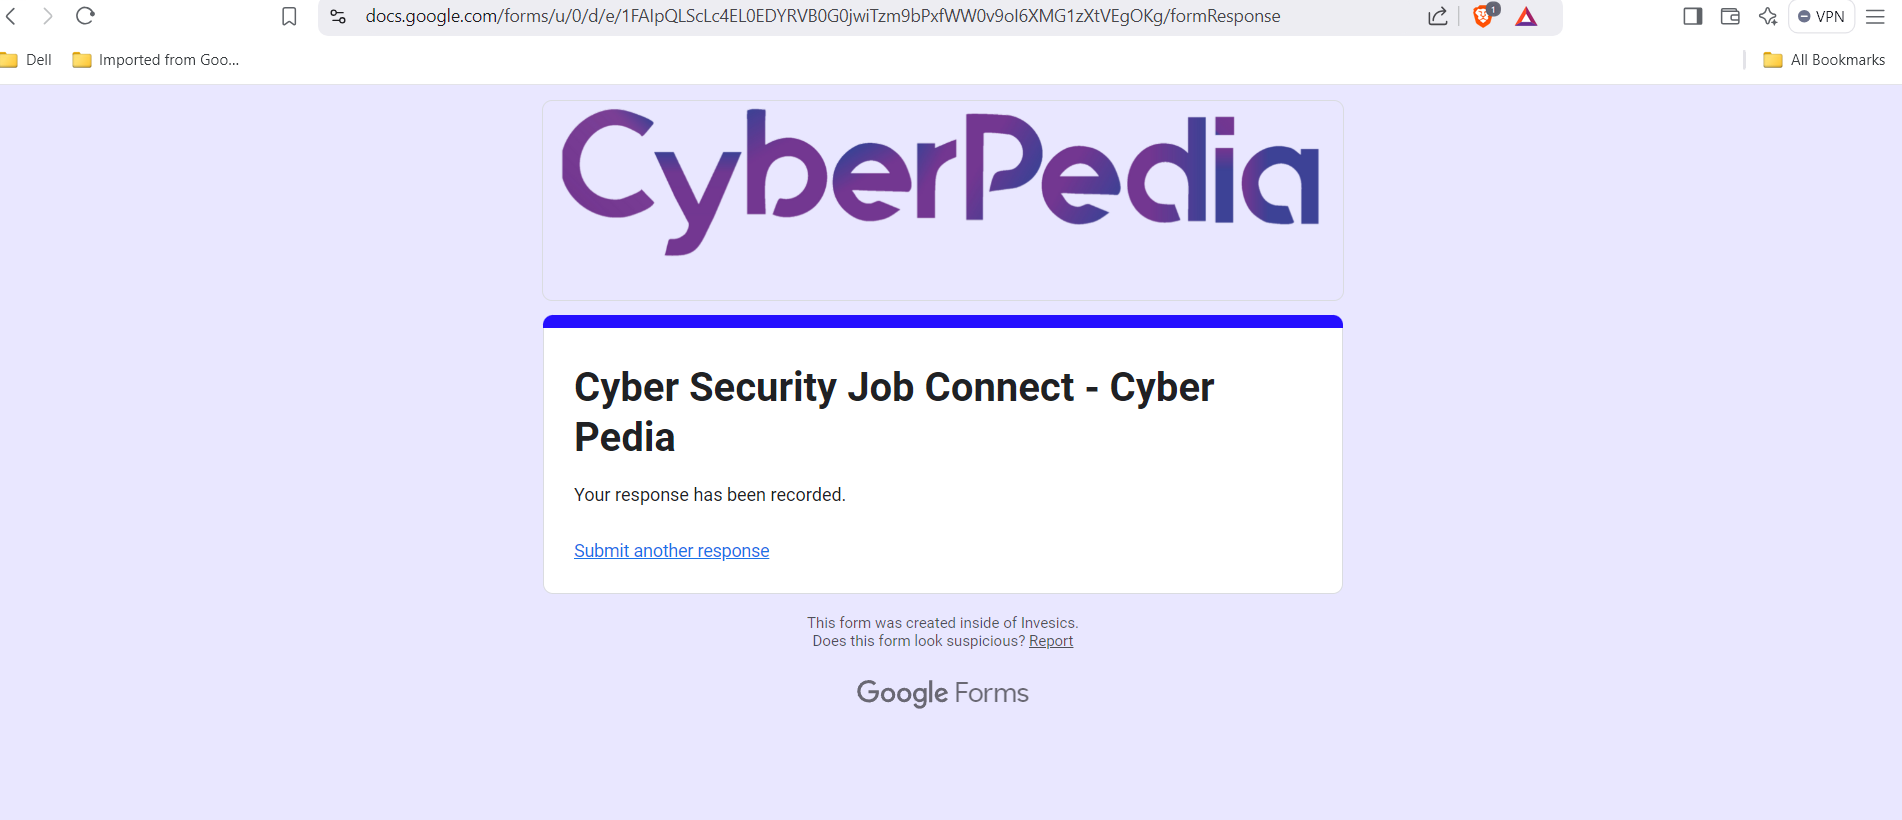 docs.google.com/forms/u/0/d/e/1FAIpQLScLc4EL0EDYRVB0G0jwiTzm9bPxfWW0v9oI6XMG1zXtVEgOKg/formResponse
1
VPN
Dell
Imported from Goo...
All Bookmarks
CyberPedia
Cyber Security Job Connect - Cyber
Pedia
Your response has been recorded.
Submit another response
This form was created inside of Invesics.
Does this form look suspicious? Report
Google Forms